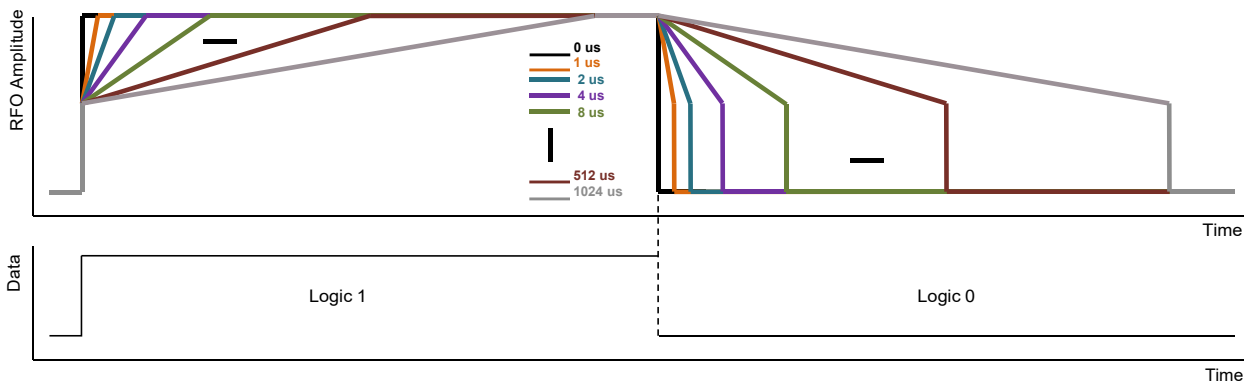 RFO Amplitude
0 us
1 us
2 us
4 us
8 us
512 us
1024 us
Time
Data
Logic 1
Logic 0
Time